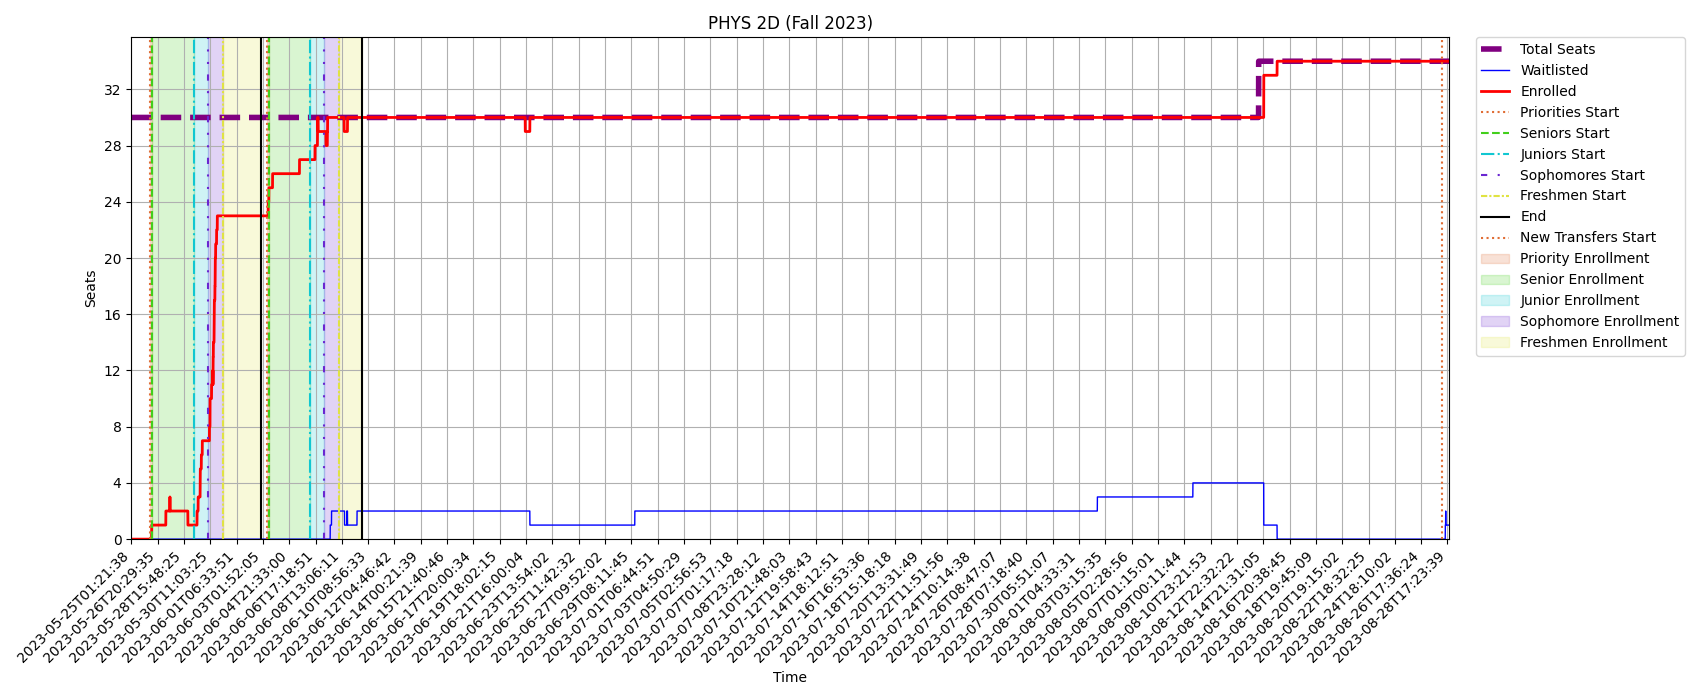 PHYS 2D (Fall 2023)
Seats
32
28
24
20
16
12
8
4
0
2023-05-25T01:21:38
2023-05-26T20:29:35
2023-05-28T15:48:25
2023-05-30T11:03:25
2023-06-01T06:33:51
2023-06-03T01:52:05
2023-06-04T21:33:00
2023-06-06T17:18:51
2023-06-08T13:06:11
2023-06-10T08:56:33
2023-06-12T04:46:42
2023-06-14T00:21:39
2023-06-15T21:40:46
2023-06-17T20:00:34
2023-06-19T18:02:15
2023-06-21T16:00:04
2023-06-23T13:54:02
2023-06-25T11:42:32
2023-06-27T09:52:02
2023-06-29T08:11:45
2023-07-01T06:44:51
2023-07-03T04:50:29
2023-07-05T02:56:53
2023-07-07T01:17:18
2023-07-08T23:28:12
2023-07-10T21:48:03
2023-07-12T19:58:43
2023-07-14T18:12:51
2023-07-16T16:53:36
2023-07-18T15:18:18
2023-07-20T13:31:49
2023-07-22T11:51:56
2023-07-24T10:14:38
2023-07-26T08:47:07
2023-07-28T07:18:40
2023-07-30T05:51:07
2023-08-01T04:33:31
2023-08-03T03:15:35
2023-08-05T02:28:56
2023-08-07T01:15:01
2023-08-09T00:11:44
2023-08-10T23:21:53
2023-08-12T22:32:22
2023-08-14T21:31:05
2023-08-16T20:38:45
2023-08-18T19:45:09
2023-08-20T19:15:02
2023-08-22T18:32:25
2023-08-24T18:10:02
2023-08-26T17:36:24
2023-08-28T17:23:39
Time
Total Seats
Waitlisted
Enrolled
Priorities Start
Seniors Start
Juniors Start
Sophomores Start
Freshmen Start
End
New Transfers Start
Priority Enrollment
Senior Enrollment
Junior Enrollment
Sophomore Enrollment
Freshmen Enrollment